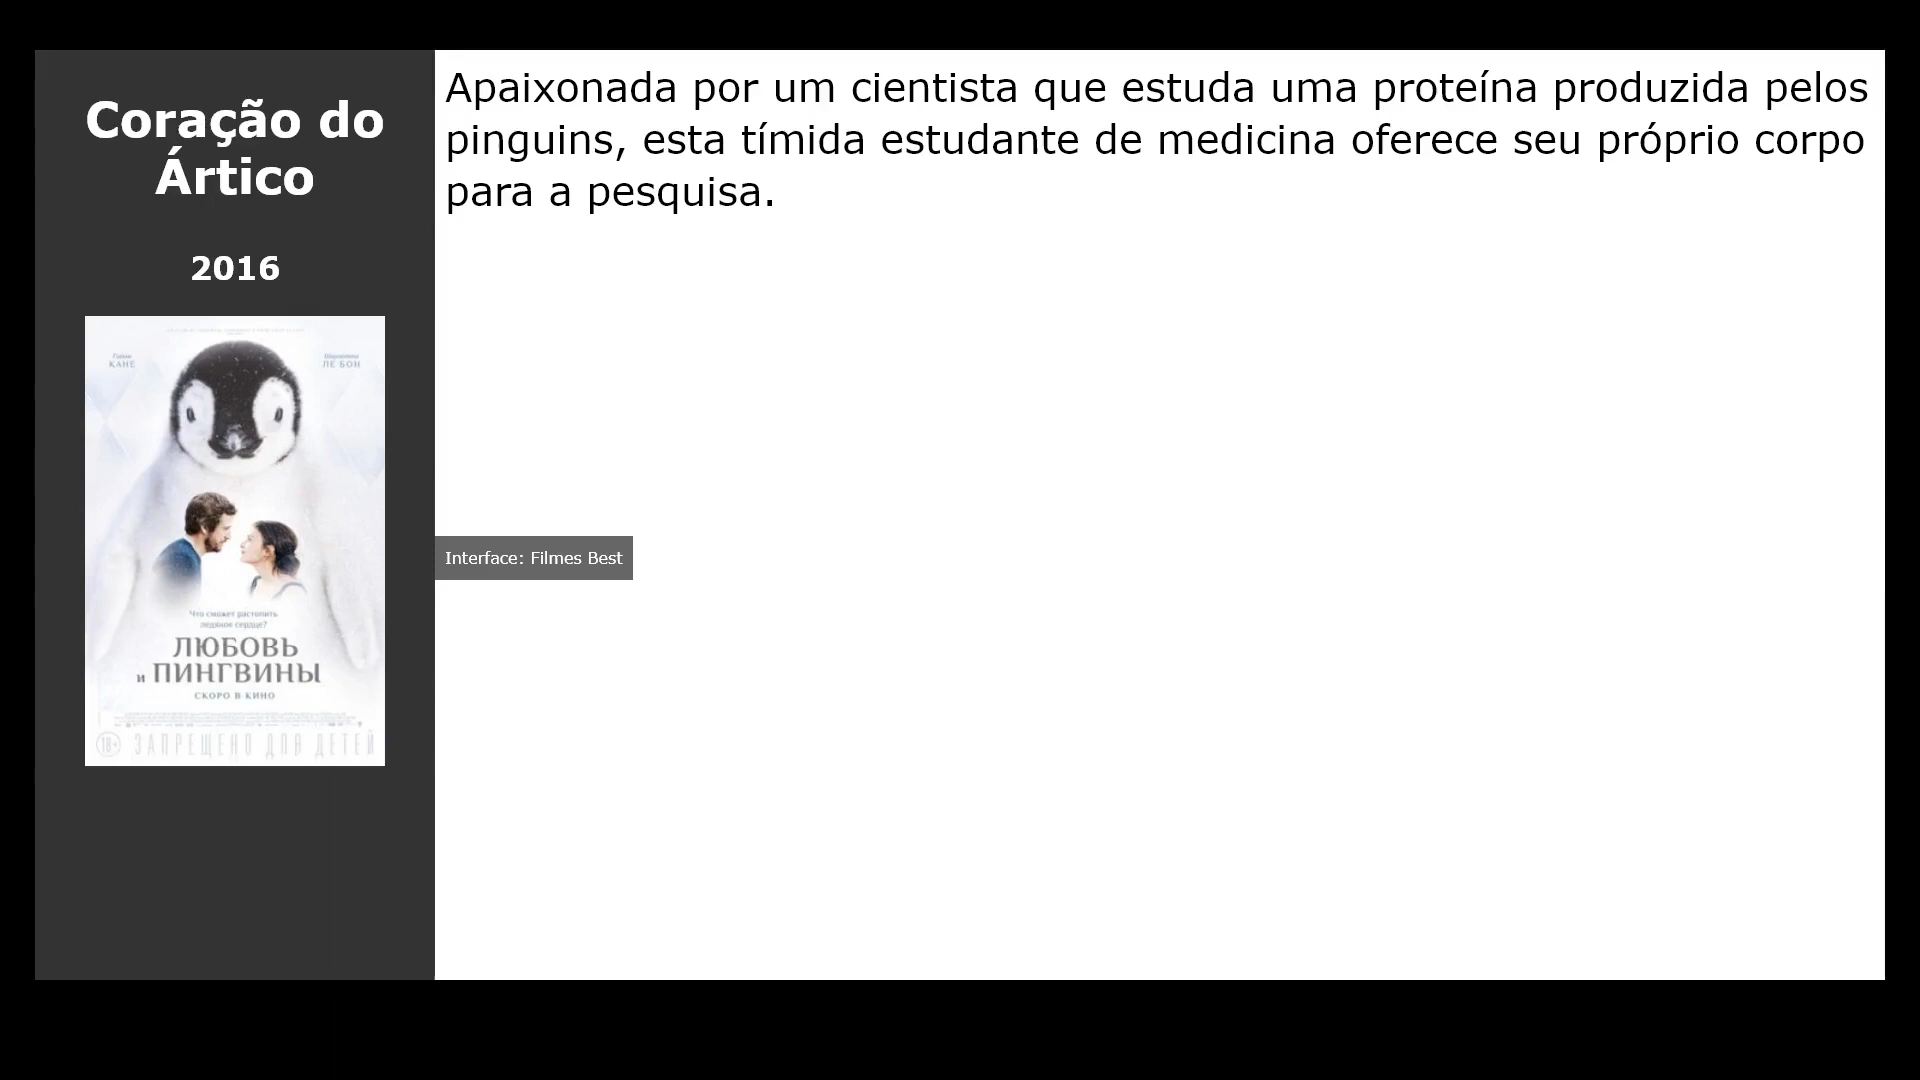 Coração do
Ártico
2016
Гийом
КАНЕ
Шарлотта
ЛЕ БОН
Что сможет растопить
ледяное сердце?
ЛЮБОВЬ
и ПИНГВИНЫ
СКОРО В КИНО
18+ ЗАПРЕЩЕНО ДЛЯ ДЕТЕЙ
Apaixonada por um cientista que estuda uma proteína produzida pelos
pinguins, esta tímida estudante de medicina oferece seu próprio corpo
para a pesquisa.
Interface: Filmes Best